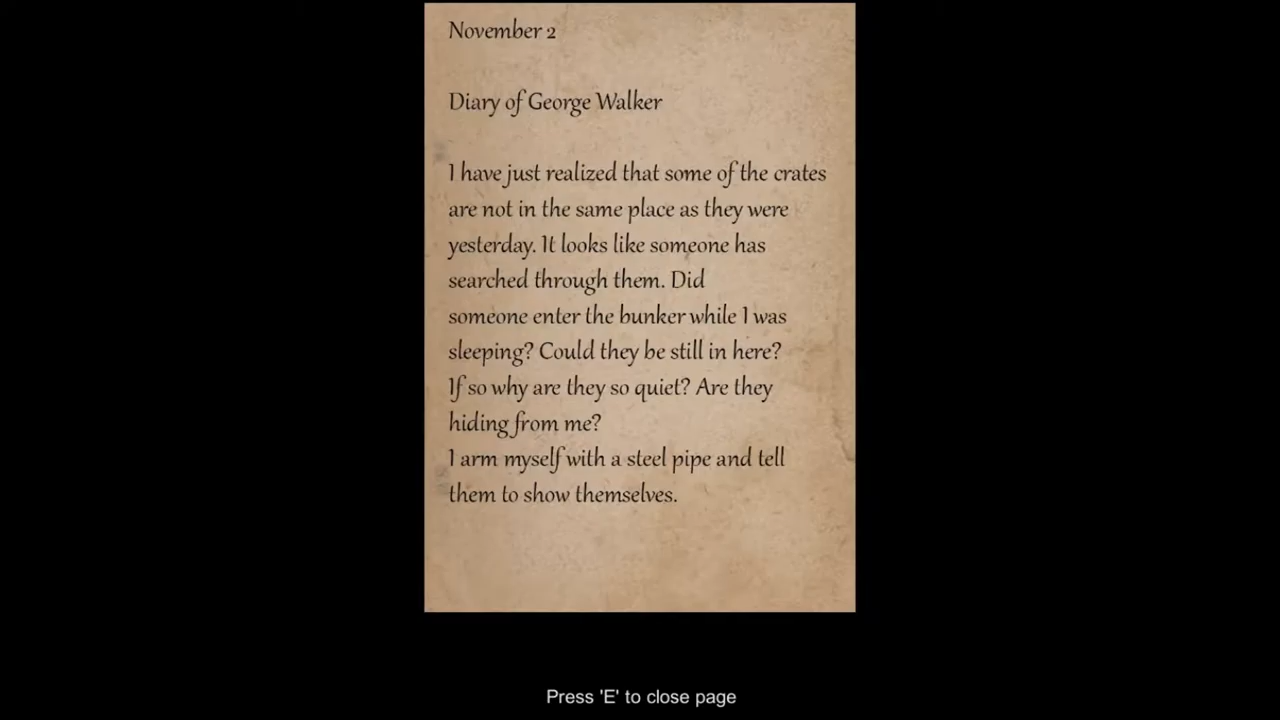 November 2
Diary of George Walker
I have just realized that some of the crates
are not in the same place as they were
yesterday. It looks like someone has
searched through them. Did
someone enter the bunker while I was
sleeping? Could they be still in here?
If so why are they so quiet? Are they
hiding from me?
I arm myself with a steel pipe and tell
them to show themselves.
Press 'E' to close page